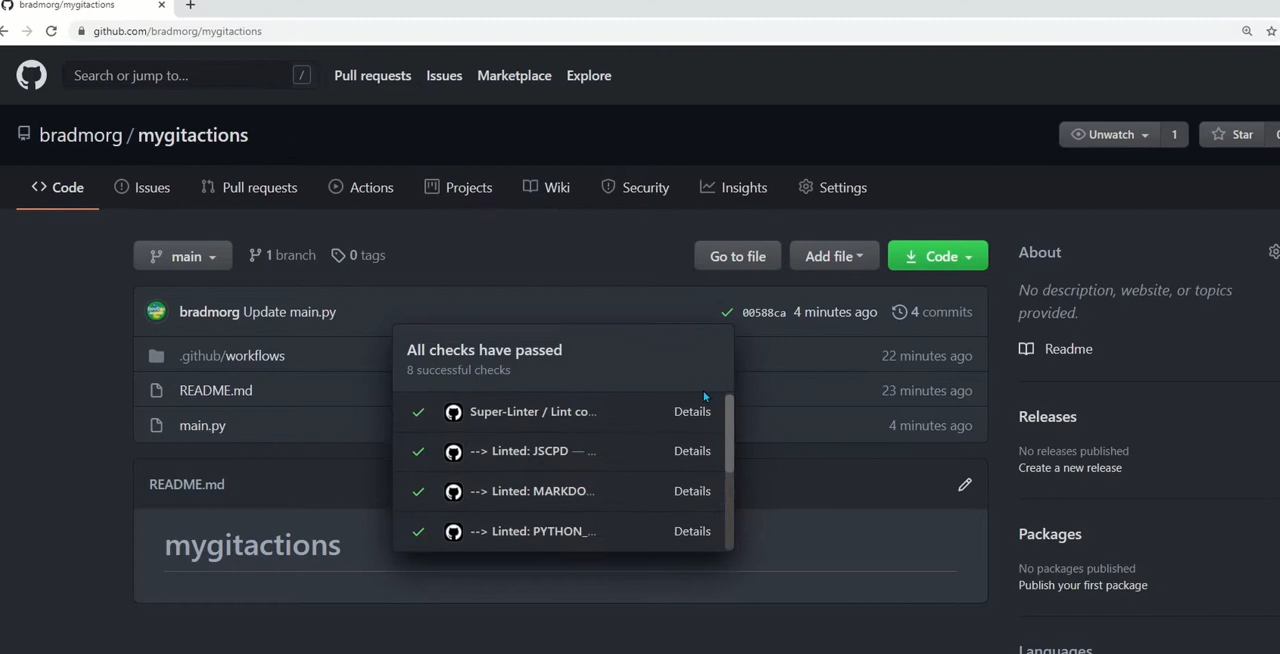 bradmorg/mygitactions
github.com/bradmorg/mygitactions
Search or jump to...
/
Pull requests
Issues
Marketplace
Explore
bradmorg / mygitactions
Unwatch
1
Star
Code
Issues
Pull requests
Actions
Projects
Wiki
Security
Insights
Settings
main
1 branch
0 tags
Go to file
Add file
Code
bradmorg Update main.py
00588ca 4 minutes ago
4 commits
.github/workflows
22 minutes ago
README.md
23 minutes ago
main.py
4 minutes ago
All checks have passed
8 successful checks
Super-Linter / Lint co...
Details
--> Linted: JSCPD — ...
Details
--> Linted: MARKDO...
Details
--> Linted: PYTHON_...
Details
README.md
mygitactions
About
No description, website, or topics
provided.
Readme
Releases
No releases published
Create a new release
Packages
No packages published
Publish your first package
Languages